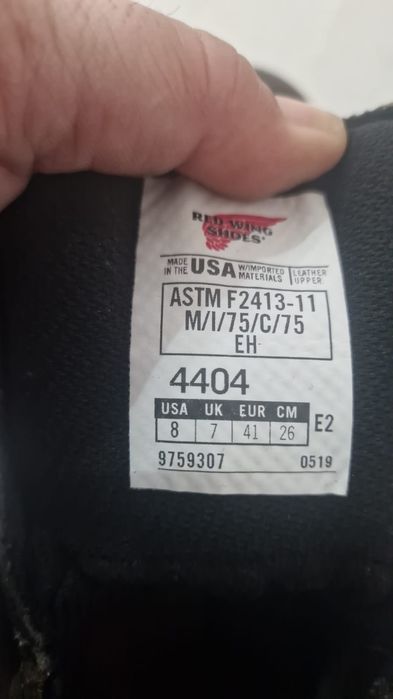 RED WING
SHOES®
MADE IN THE USA W/IMPORTED MATERIALS LEATHER UPPER
ASTM F2413-11
M/I/75/C/75
EH
4404
USA UK EUR CM
8 7 41 26 E2
9759307 0519